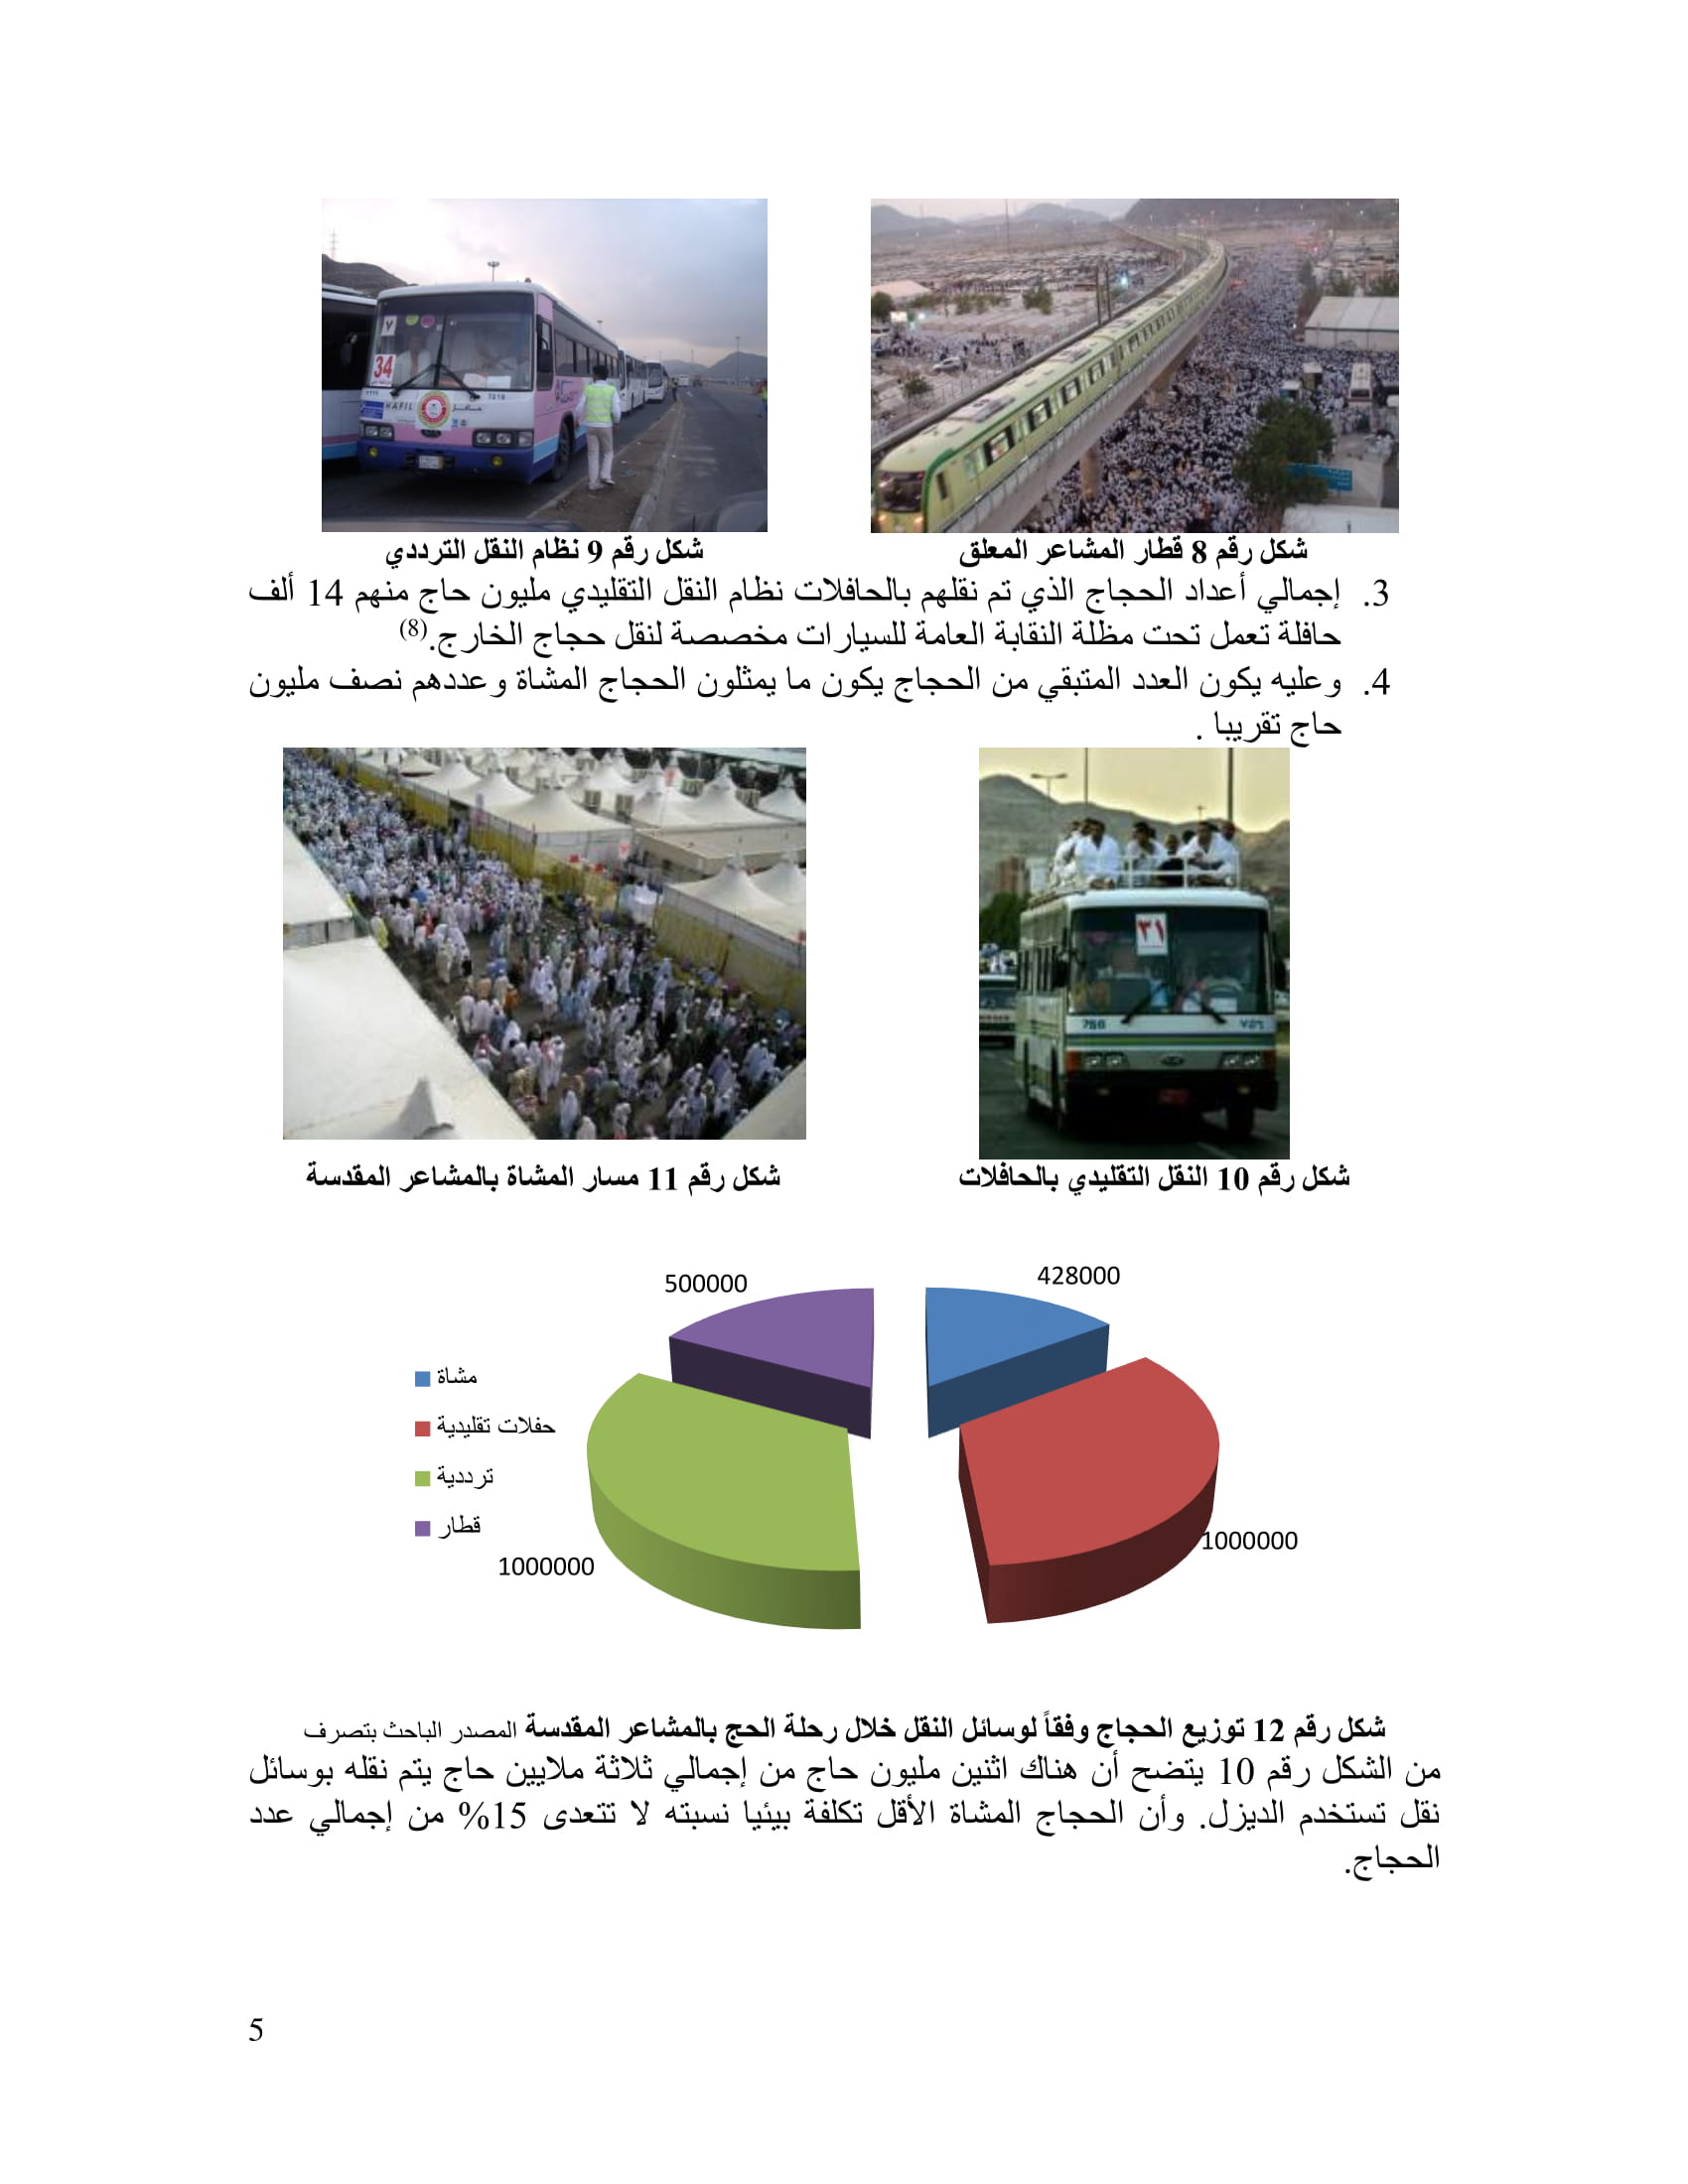 شكل رقم 8 قطار المشاعر المعلق
شكل رقم 9 نظام النقل الترددي
34
HAFIL
7219
3. إجمالي أعداد الحجاج الذي تم نقلهم بالحافلات نظام النقل التقليدي مليون حاج منهم 14 ألف
حافلة تعمل تحت مظلة النقابة العامة للسيارات مخصصة لنقل حجاج الخارج.(8)
4. وعليه يكون العدد المتبقي من الحجاج يكون ما يمثلون الحجاج المشاة وعددهم نصف مليون
حاج تقريبا .
٣١
شكل رقم 10 النقل التقليدي بالحافلات
شكل رقم 11 مسار المشاة بالمشاعر المقدسة
428000
500000
مشاة
حفلات تقليدية
ترددية
قطار
1000000
1000000
شكل رقم 12 توزيع الحجاج وفقاً لوسائل النقل خلال رحلة الحج بالمشاعر المقدسة المصدر الباحث بتصرف
من الشكل رقم 10 يتضح أن هناك اثنين مليون حاج من إجمالي ثلاثة ملايين حاج يتم نقله بوسائل
نقل تستخدم الديزل. وأن الحجاج المشاة الأقل تكلفة بيئيا نسبته لا تتعدى 15% من إجمالي عدد
الحجاج.
5